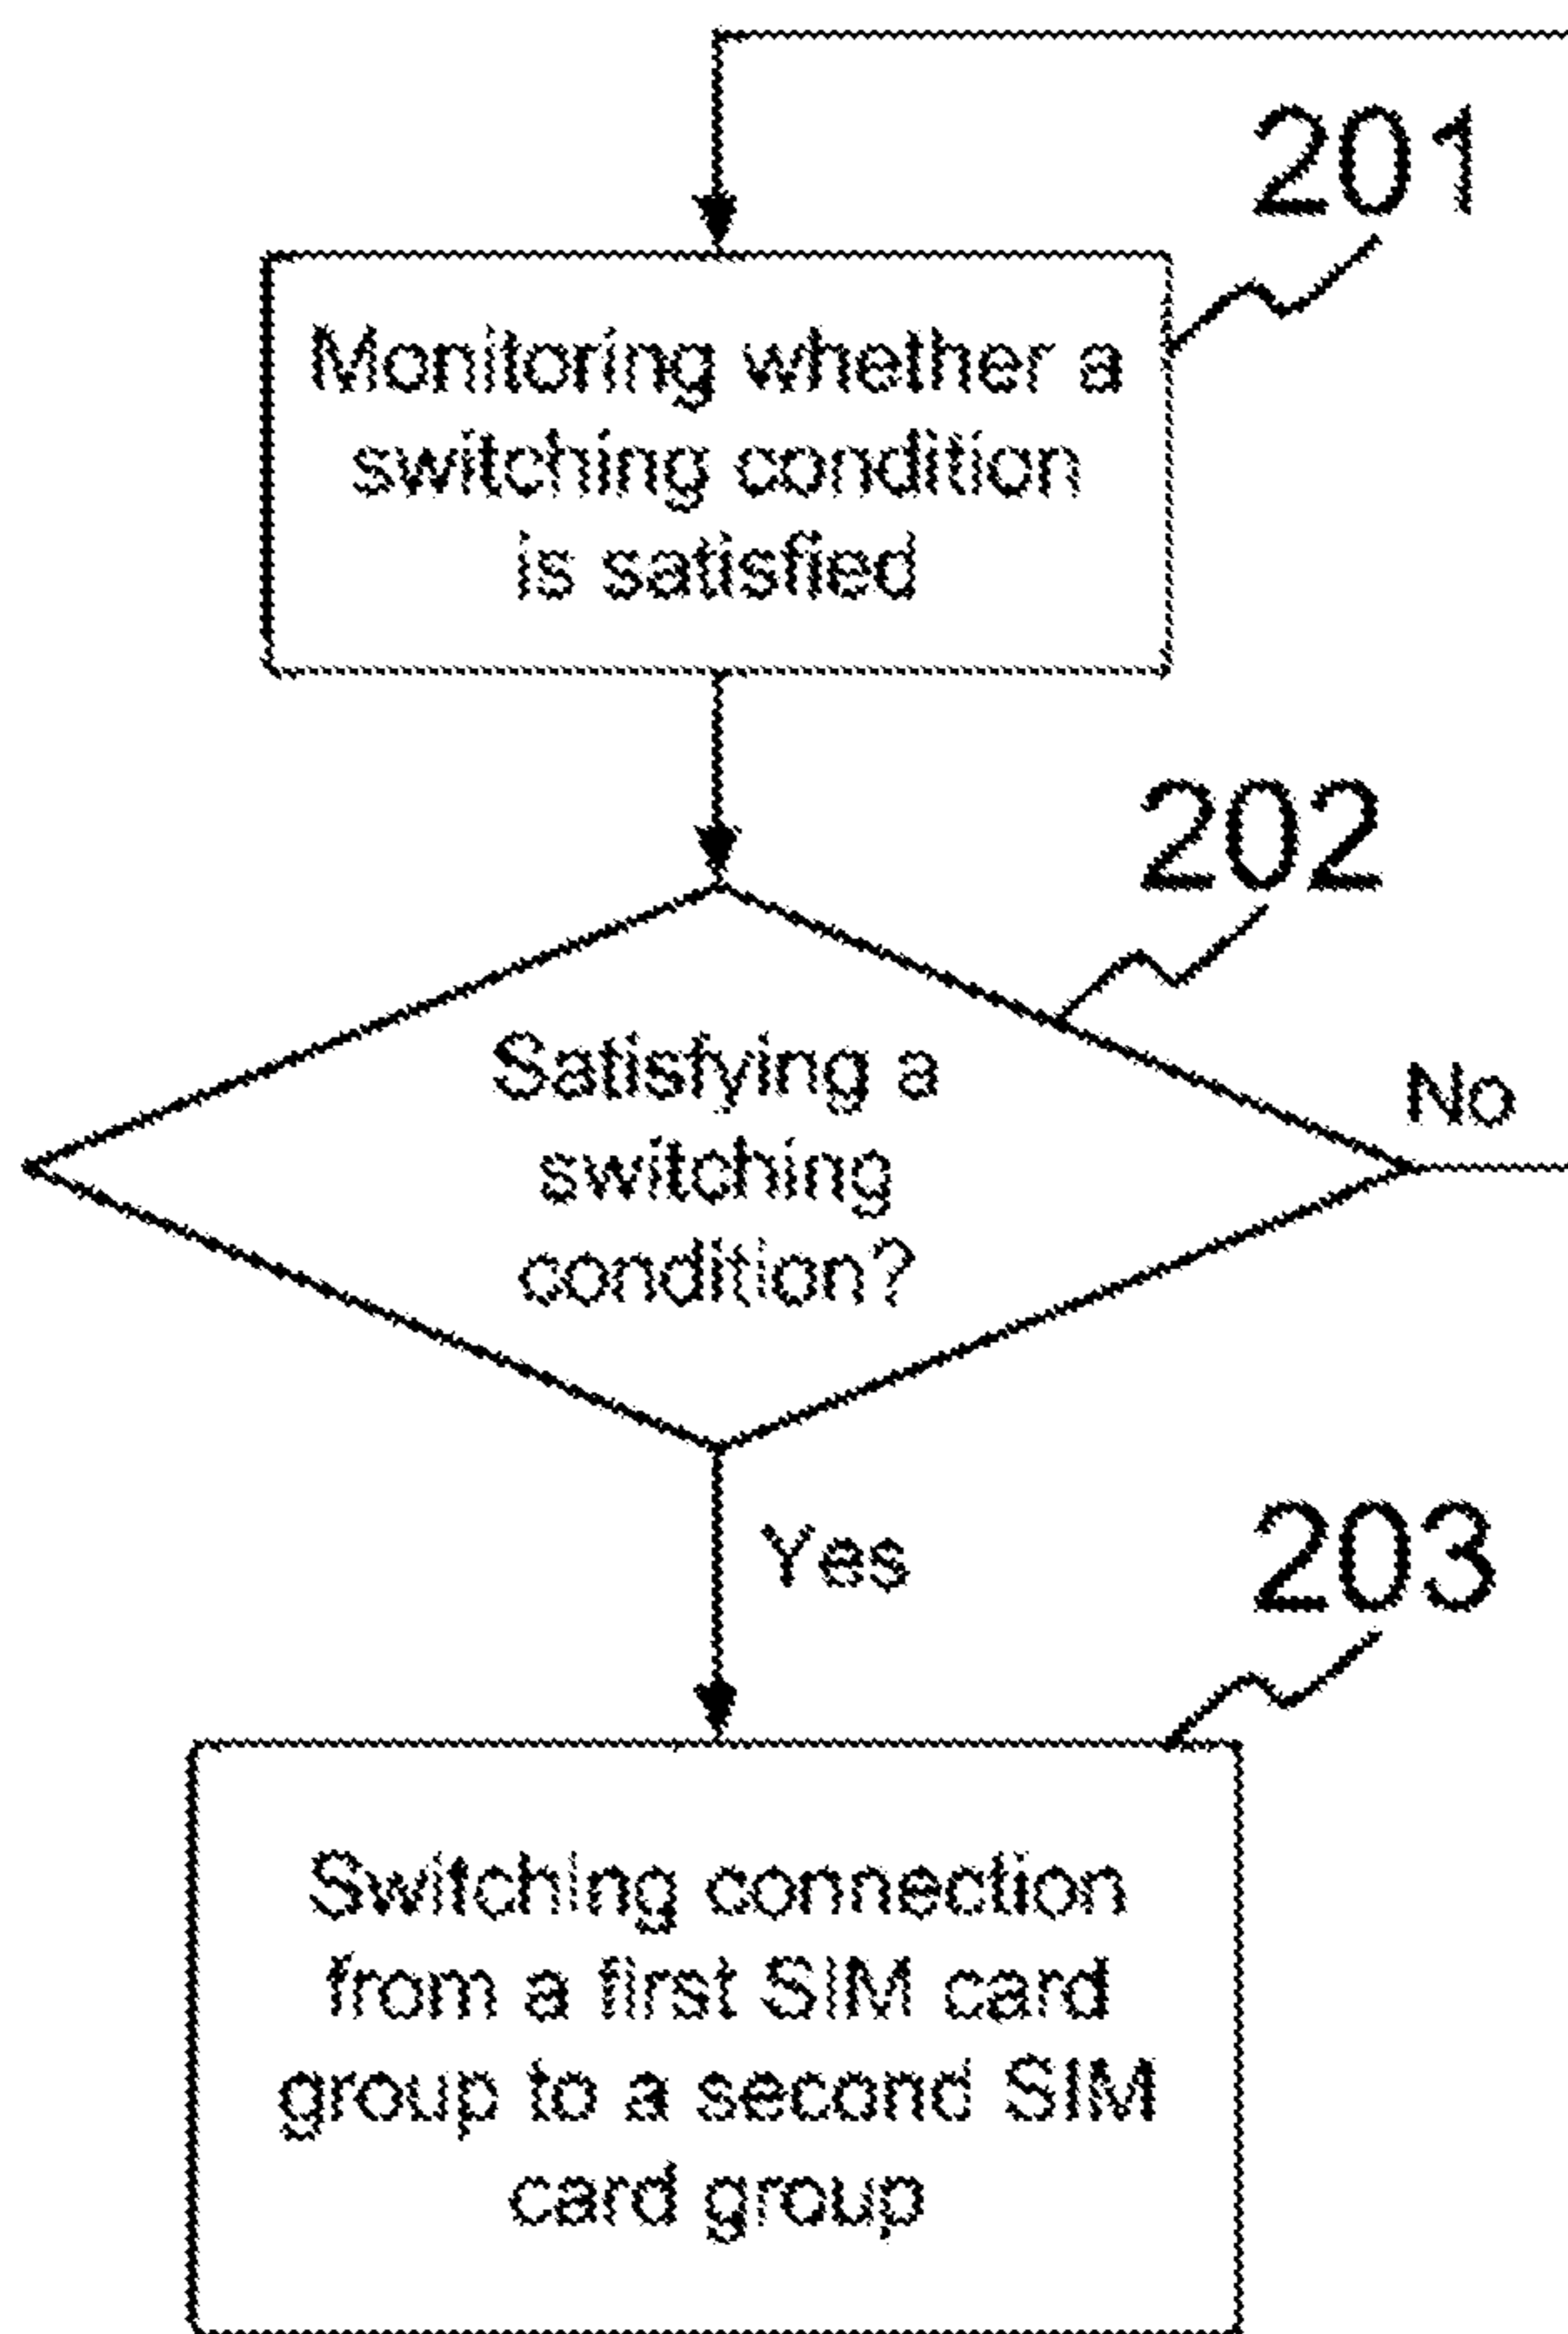 201
Monitoring whether a
switching condition
is satisfied
202
Satisfying a
switching
condition?
No
Yes
203
Switching connection
from a first SIM card
group to a second SIM
card group